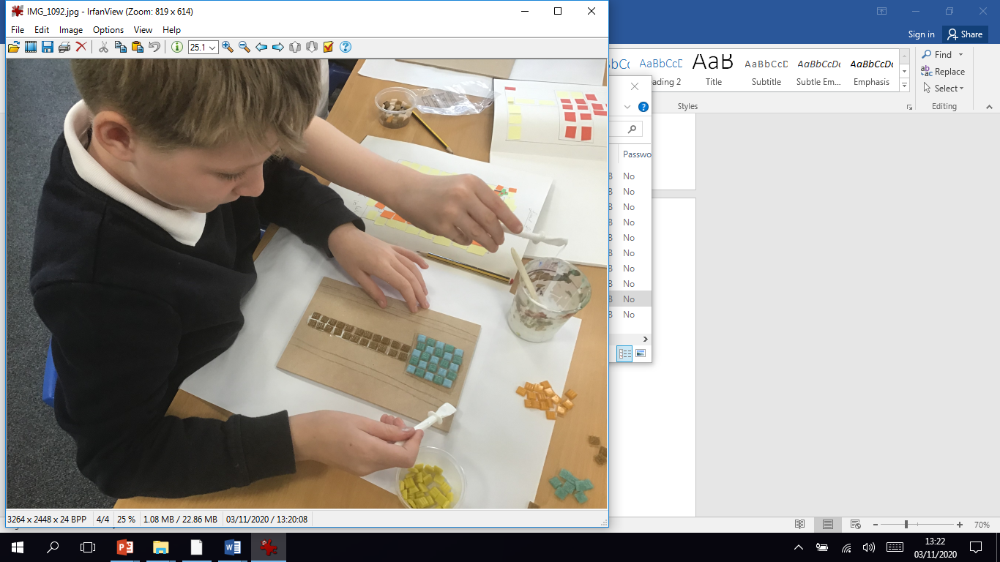 IMG_1092.jpg - IrfanView (Zoom: 819 x 614)
File Edit Image Options View Help
25.1
3264 x 2448 x 24 BPP 4/4 25 % 1.08 MB / 22.86 MB 03/11/2020 / 13:20:08
Sign in Share
AaBbCcD AaB AaBbCcD AaBbCcDc AaBbCcDc
ading 2 Title Subtitle Subtle Em... Emphasis
Styles
Find
Replace
Select
Editing
Passwo
No
No
No
No
No
No
No
No
No
No
70%
13:22
03/11/2020